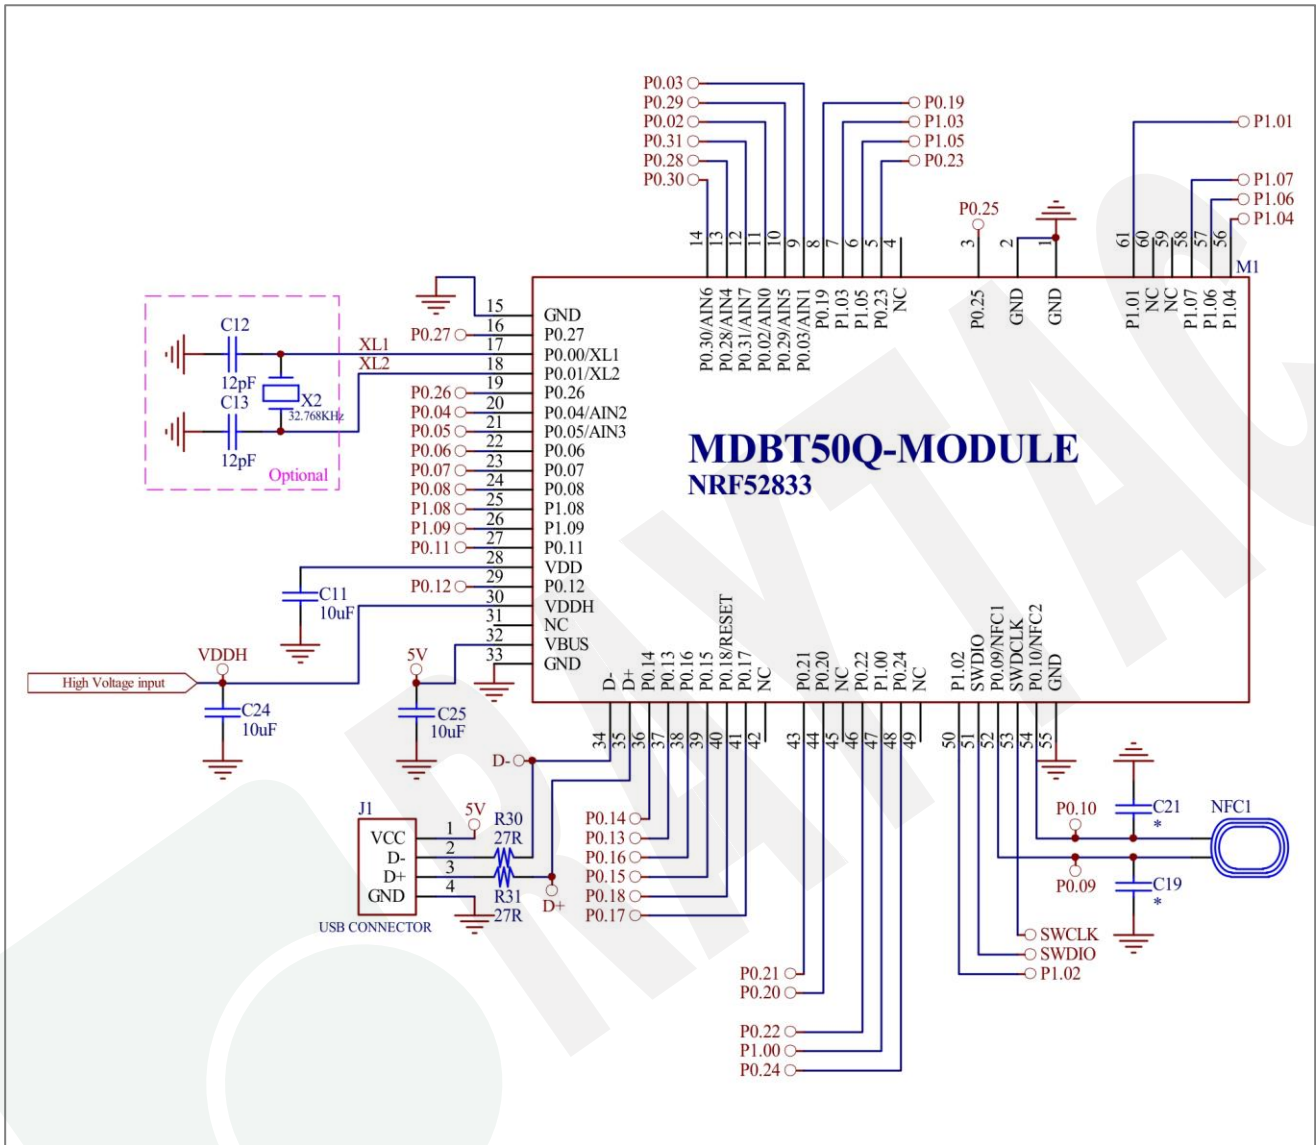 P0.03
P0.29
P0.02
P0.31
P0.28
P0.30
P0.19
P1.03
P1.05
P0.23
P1.01
P1.07
P1.06
P1.04
P0.25
14
13
12
11
10
9
8
7
6
5
4
3
2
1
61
60
59
58
57
56
M1
P0.30/AIN6
P0.28/AIN4
P0.31/AIN7
P0.02/AIN0
P0.29/AIN5
P0.03/AIN1
P0.19
P1.03
P1.05
P0.23
NC
P0.25
GND
GND
P1.01
NC
NC
P1.07
P1.06
P1.04
15 GND
P0.27 16 P0.27
XL1 17 P0.00/XL1
XL2 18 P0.01/XL2
P0.26 19 P0.26
P0.04 20 P0.04/AIN2
P0.05 21 P0.05/AIN3
P0.06 22 P0.06
P0.07 23 P0.07
P0.08 24 P0.08
P1.08 25 P1.08
P1.09 26 P1.09
P0.11 27 P0.11
28 VDD
P0.12 29 P0.12
30 VDDH
31 NC
32 VBUS
33 GND
C12
12pF
C13
12pF
X2
32.768KHz
Optional
MDBT50Q-MODULE
NRF52833
RAYTAC
C11
10uF
VDDH
High Voltage input
C24
10uF
5V
C25
10uF
D-
D+
P0.14
P0.13
P0.16
P0.15
P0.18/RESET
P0.17
NC
P0.21
P0.20
NC
P0.22
P1.00
P0.24
NC
P1.02
SWDIO
P0.09/NFC1
SWDCLK
P0.10/NFC2
GND
34
35
36
37
38
39
40
41
42
43
44
45
46
47
48
49
50
51
52
53
54
55
D-
J1
VCC 1
D- 2
D+ 3
GND 4
USB CONNECTOR
5V
R30
27R
R31
27R
D+
P0.14
P0.13
P0.16
P0.15
P0.18
P0.17
P0.21
P0.20
P0.22
P1.00
P0.24
P0.10
P0.09
C21
*
C19
*
NFC1
SWCLK
SWDIO
P1.02